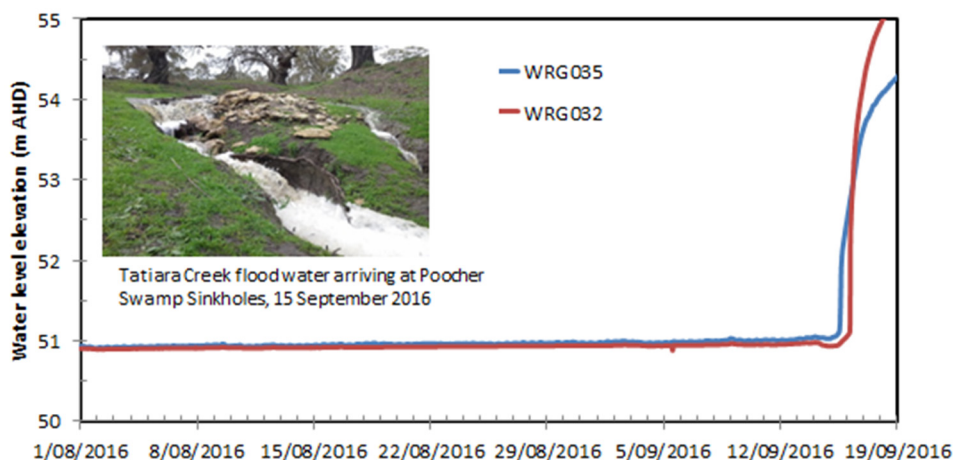 55
54
53
52
51
50
Water level elevation (m AHD)
WRG035
WRG032
Tatiara Creek flood water arriving at Poocher
Swamp Sinkholes, 15 September 2016
1/08/2016 8/08/2016 15/08/2016 22/08/2016 29/08/2016 5/09/2016 12/09/2016 19/09/2016